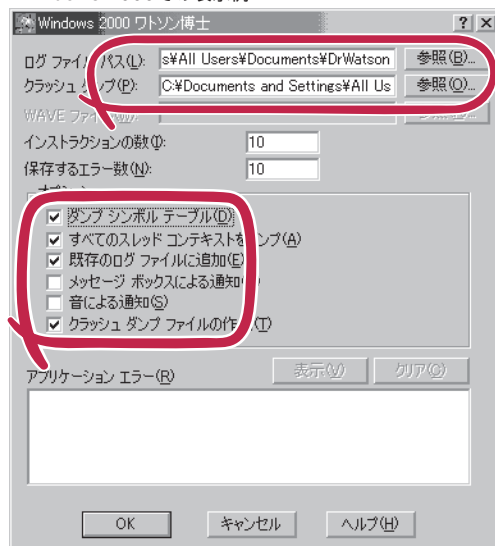 Windows 2000 ワトソン博士
ログ ファイル パス(L): s¥All Users¥Documents¥DrWatson 参照(B)...
クラッシュ ダンプ(P): C:¥Documents and Settings¥All Us 参照(O)...
WAVE ファイル(W): 参照(...
インストラクションの数(I): 10
保存するエラー数(N): 10
オプション
ダンプ シンボル テーブル(D)
すべてのスレッド コンテキストをダンプ(A)
既存のログ ファイルに追加(E)
メッセージ ボックスによる通知
音による通知(S)
クラッシュ ダンプ ファイルの作成(T)
アプリケーション エラー(R) 表示(V) クリア(C)
OK キャンセル ヘルプ(H)